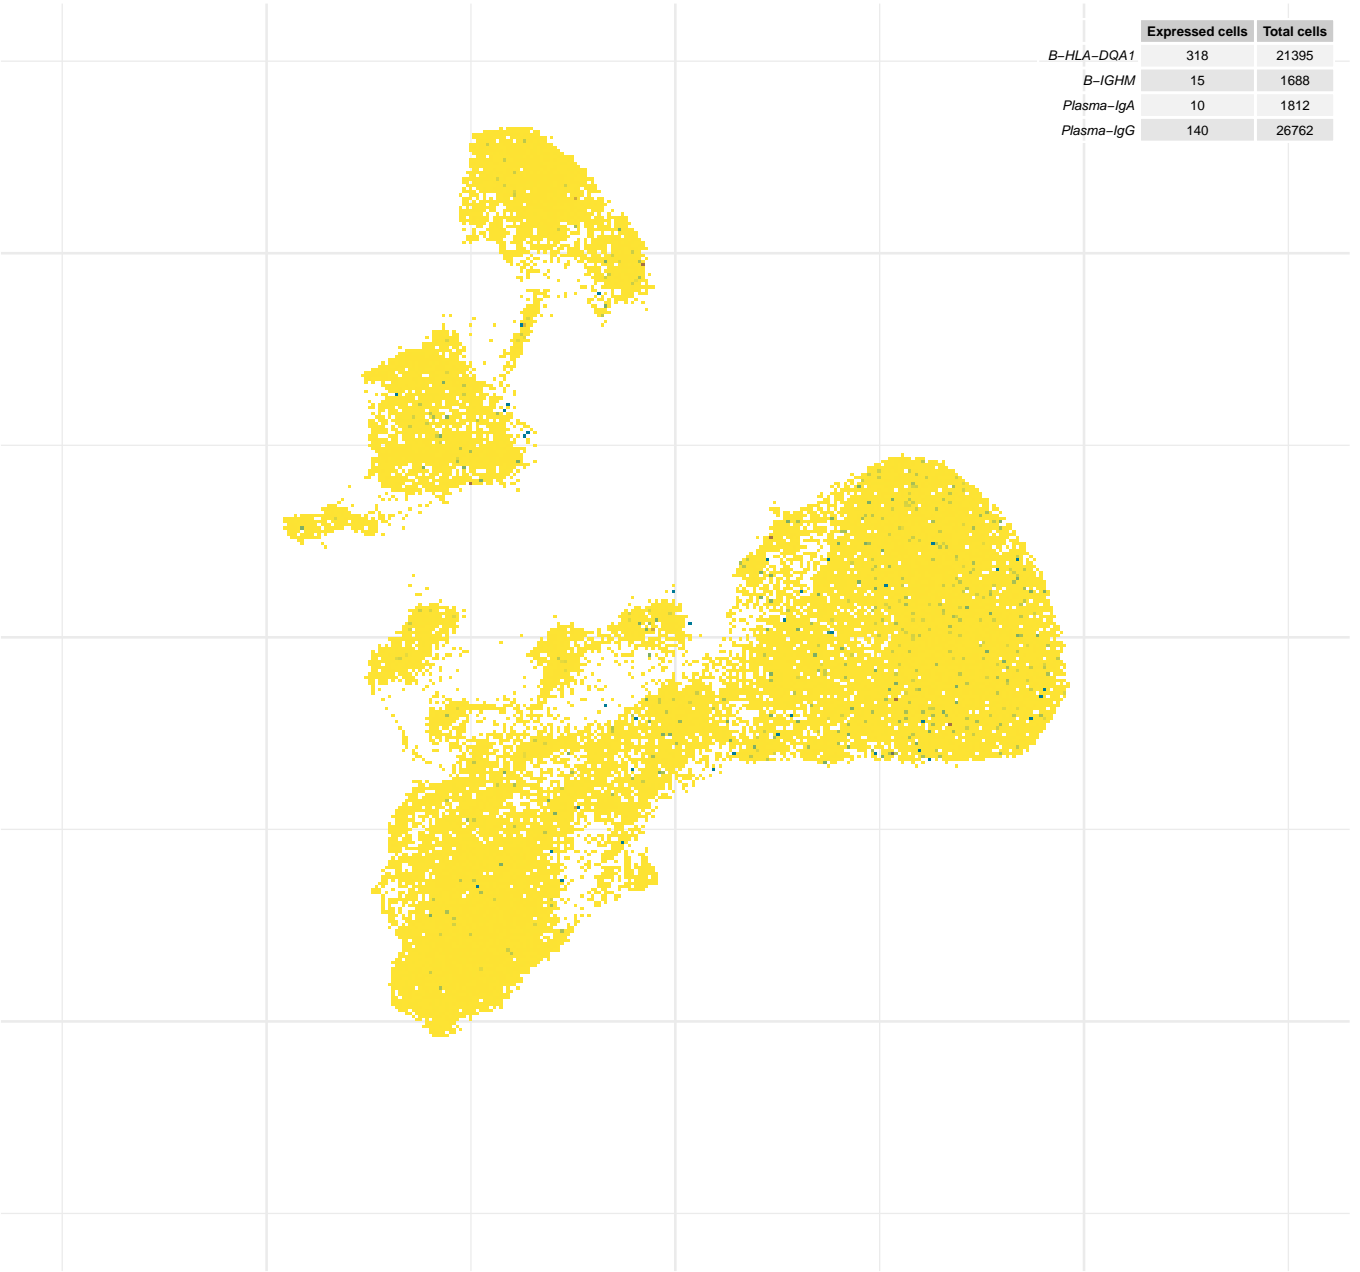 Expressed cells Total cells
B−HLA−DQA1 318 21395
B−IGHM 15 1688
Plasma−IgA 10 1812
Plasma−IgG 140 26762